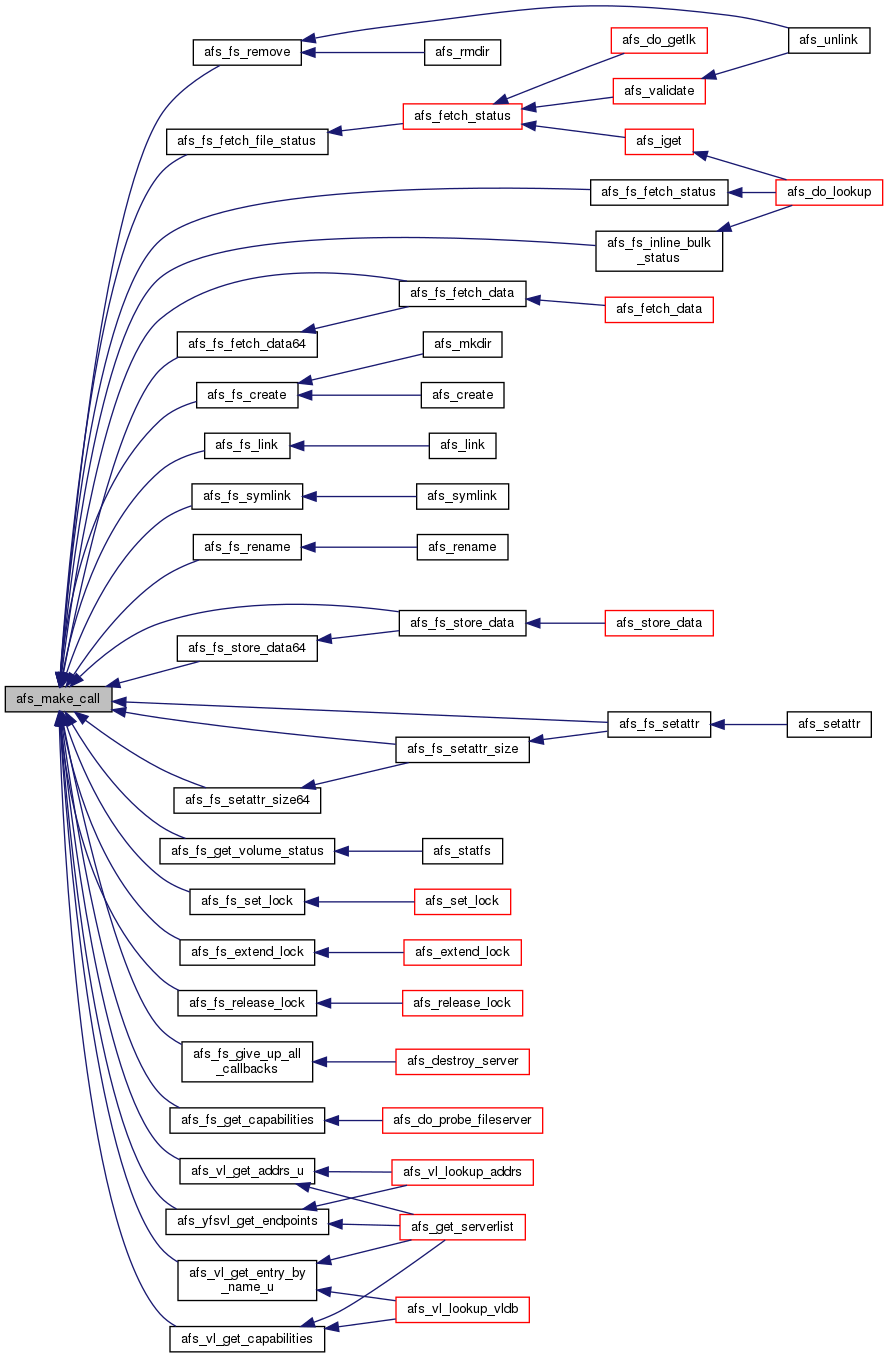 afs_unlink
afs_do_getlk
afs_fs_remove
afs_rmdir
afs_validate
afs_fetch_status
afs_fs_fetch_file_status
afs_iget
afs_fs_fetch_status
afs_do_lookup
afs_fs_inline_bulk
_status
afs_fs_fetch_data
afs_fetch_data
afs_fs_fetch_data64
afs_mkdir
afs_fs_create
afs_create
afs_fs_link
afs_link
afs_fs_symlink
afs_symlink
afs_fs_rename
afs_rename
afs_fs_store_data
afs_store_data
afs_fs_store_data64
afs_make_call
afs_fs_setattr
afs_setattr
afs_fs_setattr_size
afs_fs_setattr_size64
afs_fs_get_volume_status
afs_statfs
afs_fs_set_lock
afs_set_lock
afs_fs_extend_lock
afs_extend_lock
afs_fs_release_lock
afs_release_lock
afs_fs_give_up_all
_callbacks
afs_destroy_server
afs_fs_get_capabilities
afs_do_probe_fileserver
afs_vl_get_addrs_u
afs_vl_lookup_addrs
afs_yfsvl_get_endpoints
afs_get_serverlist
afs_vl_get_entry_by
_name_u
afs_vl_lookup_vldb
afs_vl_get_capabilities